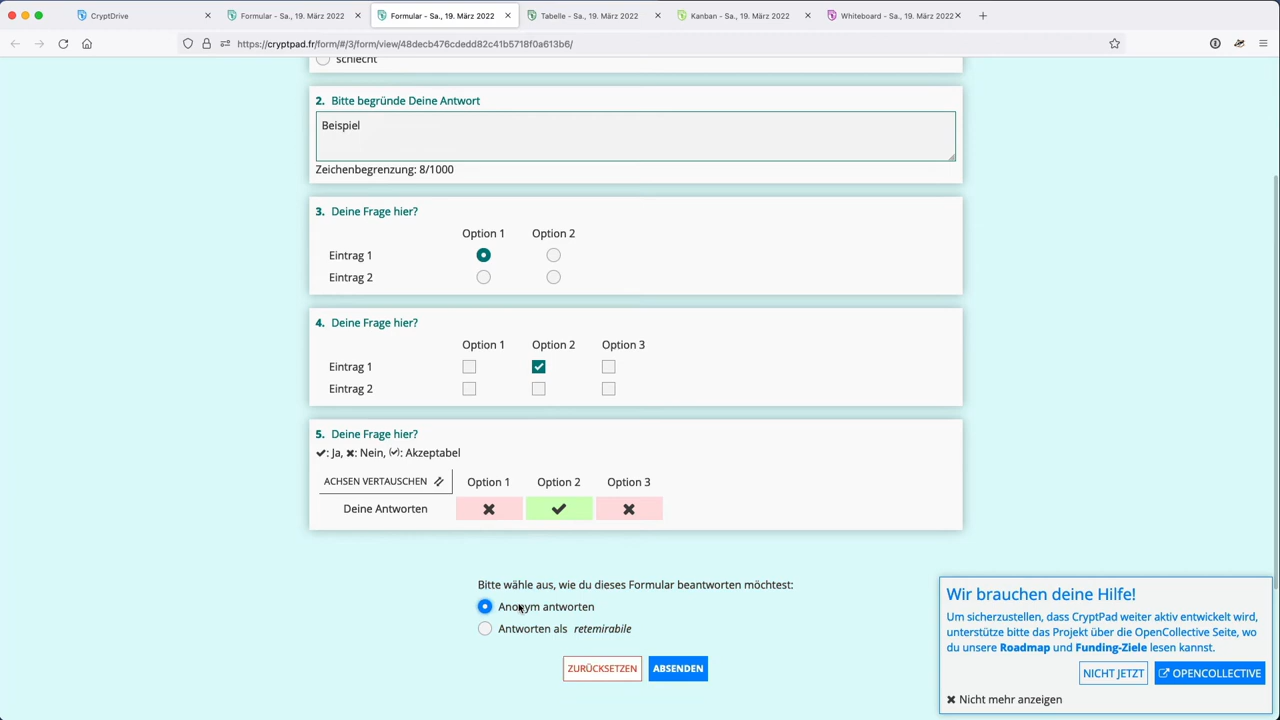 CryptDrive
Formular - Sa., 19. März 2022
Formular - Sa., 19. März 2022
Tabelle - Sa., 19. März 2022
Kanban - Sa., 19. März 2022
Whiteboard - Sa., 19. März 2022
https://cryptpad.fr/form/#/3/form/view/48decb476cdedd82c41b5718f0a613b6/
schlecht
2. Bitte begründe Deine Antwort
Beispiel
Zeichenbegrenzung: 8/1000
3. Deine Frage hier?
Option 1 Option 2
Eintrag 1
Eintrag 2
4. Deine Frage hier?
Option 1 Option 2 Option 3
Eintrag 1
Eintrag 2
5. Deine Frage hier?
✔: Ja, ✖: Nein, (✔): Akzeptabel
ACHSEN VERTAUSCHEN Option 1 Option 2 Option 3
Deine Antworten
Bitte wähle aus, wie du dieses Formular beantworten möchtest:
Anonym antworten
Antworten als retemirabile
ZURÜCKSETZEN ABSENDEN
Wir brauchen deine Hilfe!
Um sicherzustellen, dass CryptPad weiter aktiv entwickelt wird,
unterstütze bitte das Projekt über die OpenCollective Seite, wo
du unsere Roadmap und Funding-Ziele lesen kannst.
NICHT JETZT OPENCOLLECTIVE
✖ Nicht mehr anzeigen